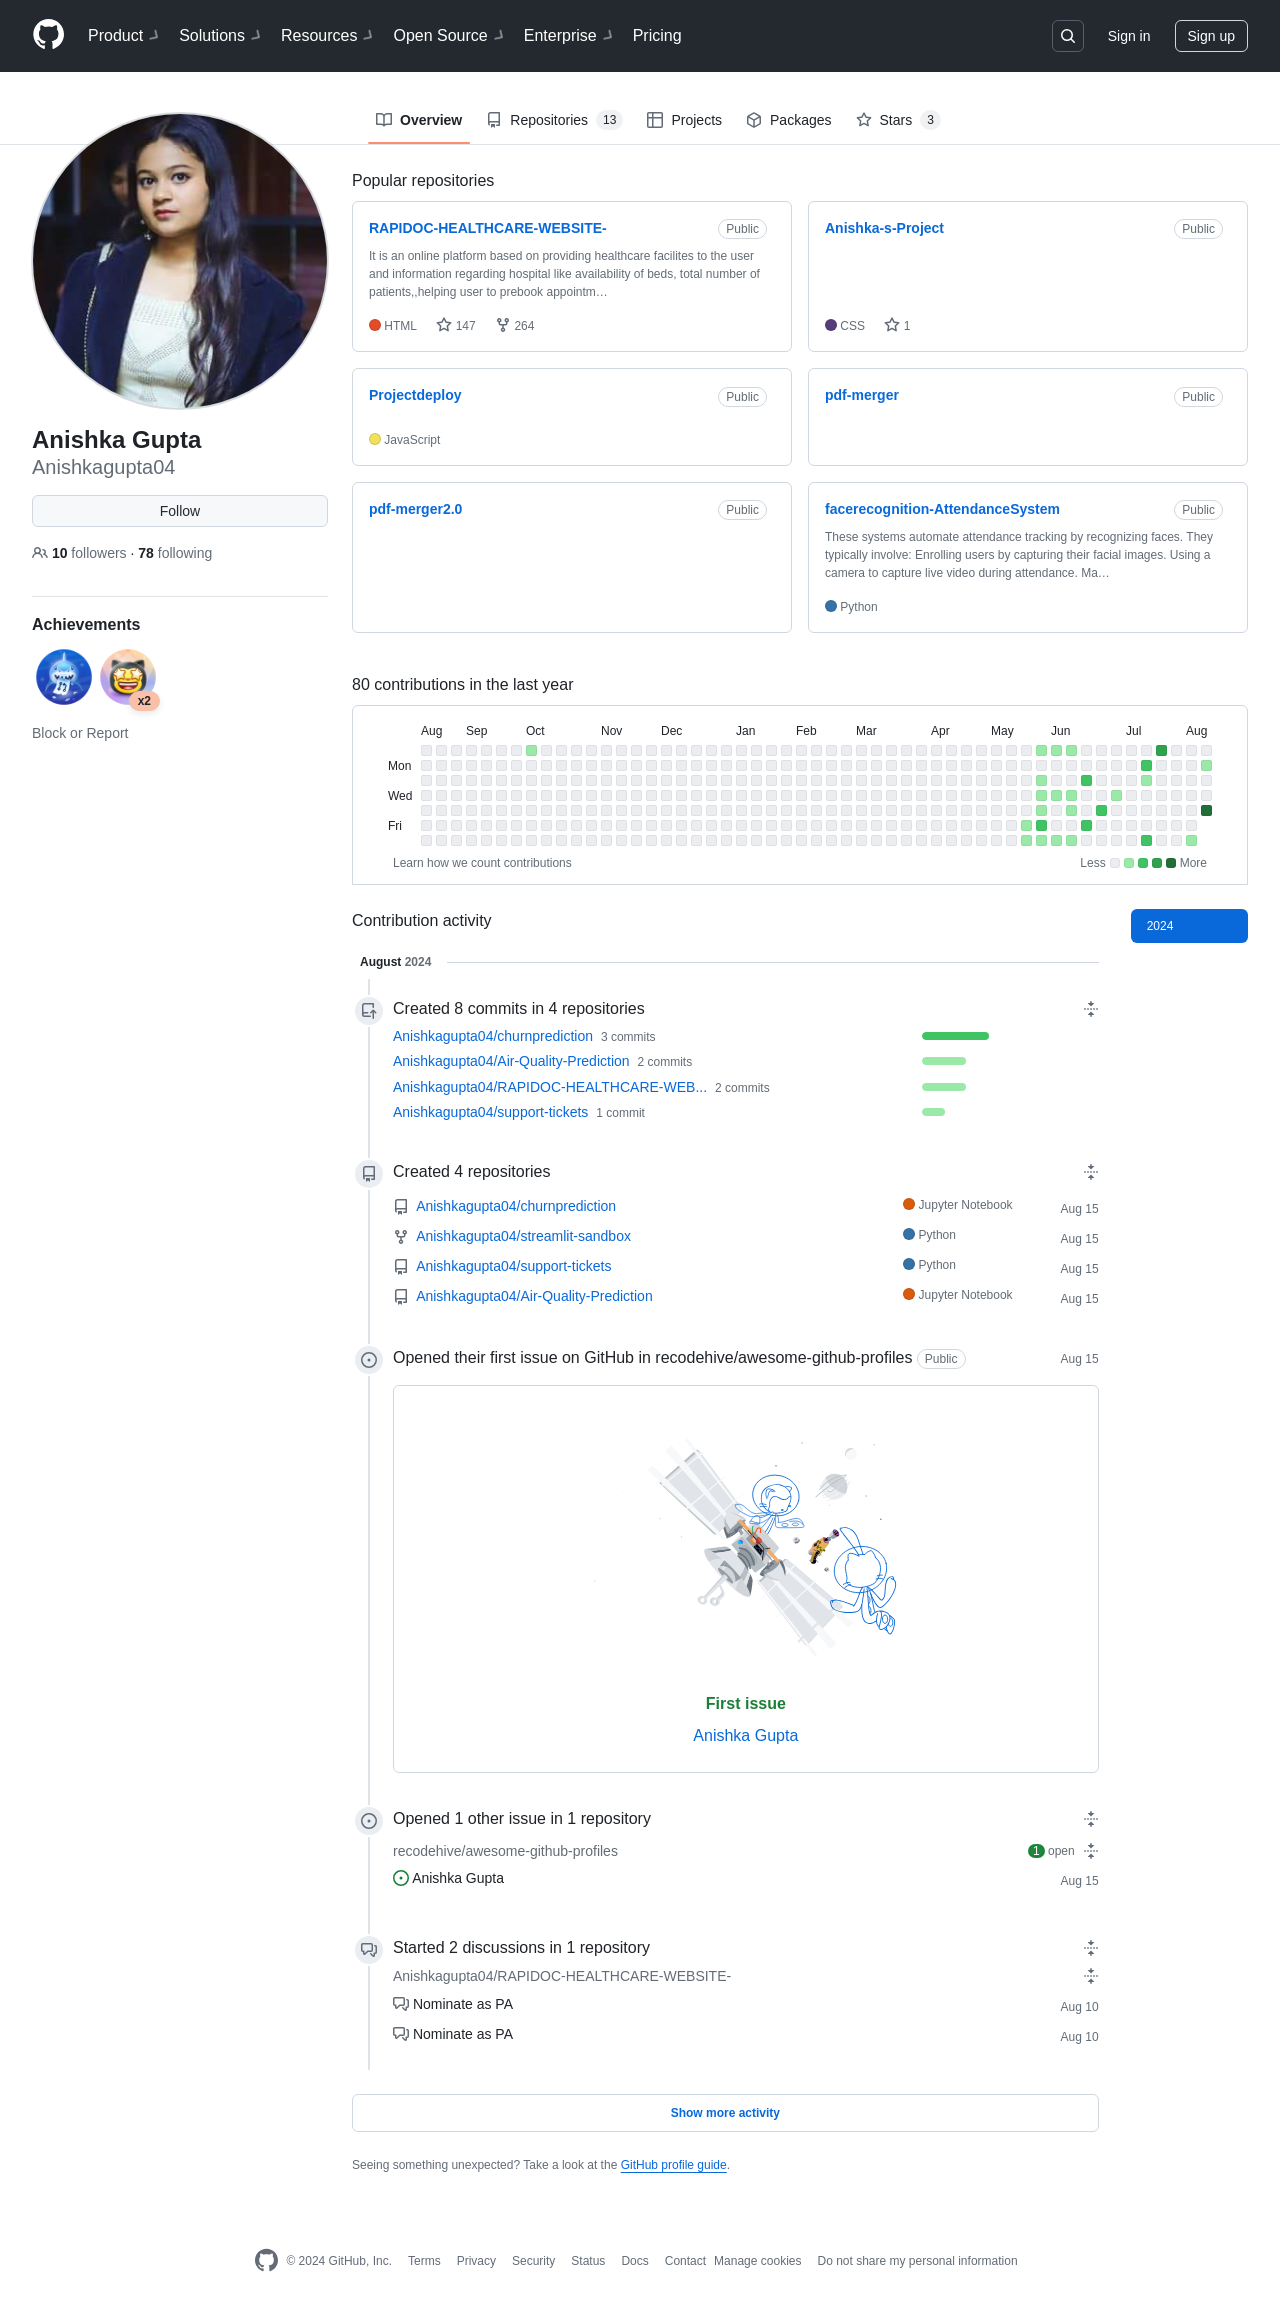 Product Solutions Resources Open Source Enterprise Pricing Sign in Sign up
Overview Repositories 13 Projects Packages Stars 3
Anishka Gupta
Anishkagupta04
Follow
10 followers · 78 following
Achievements
x2
Block or Report
Popular repositories
RAPIDOC-HEALTHCARE-WEBSITE- Public
It is an online platform based on providing healthcare facilites to the user
and information regarding hospital like availability of beds, total number of
patients,,helping user to prebook appointm…
HTML 147 264
Anishka-s-Project Public
CSS 1
Projectdeploy Public
JavaScript
pdf-merger Public
pdf-merger2.0 Public
facerecognition-AttendanceSystem Public
These systems automate attendance tracking by recognizing faces. They
typically involve: Enrolling users by capturing their facial images. Using a
camera to capture live video during attendance. Ma…
Python
80 contributions in the last year
Aug Sep Oct Nov Dec Jan Feb Mar Apr May Jun Jul Aug
Mon
Wed
Fri
Learn how we count contributions Less More
Contribution activity
2024
August 2024
Created 8 commits in 4 repositories
Anishkagupta04/churnprediction 3 commits
Anishkagupta04/Air-Quality-Prediction 2 commits
Anishkagupta04/RAPIDOC-HEALTHCARE-WEB... 2 commits
Anishkagupta04/support-tickets 1 commit
Created 4 repositories
Anishkagupta04/churnprediction Jupyter Notebook Aug 15
Anishkagupta04/streamlit-sandbox Python Aug 15
Anishkagupta04/support-tickets Python Aug 15
Anishkagupta04/Air-Quality-Prediction Jupyter Notebook Aug 15
Opened their first issue on GitHub in recodehive/awesome-github-profiles Public Aug 15
First issue
Anishka Gupta
Opened 1 other issue in 1 repository
recodehive/awesome-github-profiles 1 open
Anishka Gupta Aug 15
Started 2 discussions in 1 repository
Anishkagupta04/RAPIDOC-HEALTHCARE-WEBSITE-
Nominate as PA Aug 10
Nominate as PA Aug 10
Show more activity
Seeing something unexpected? Take a look at the GitHub profile guide.
© 2024 GitHub, Inc. Terms Privacy Security Status Docs Contact Manage cookies Do not share my personal information